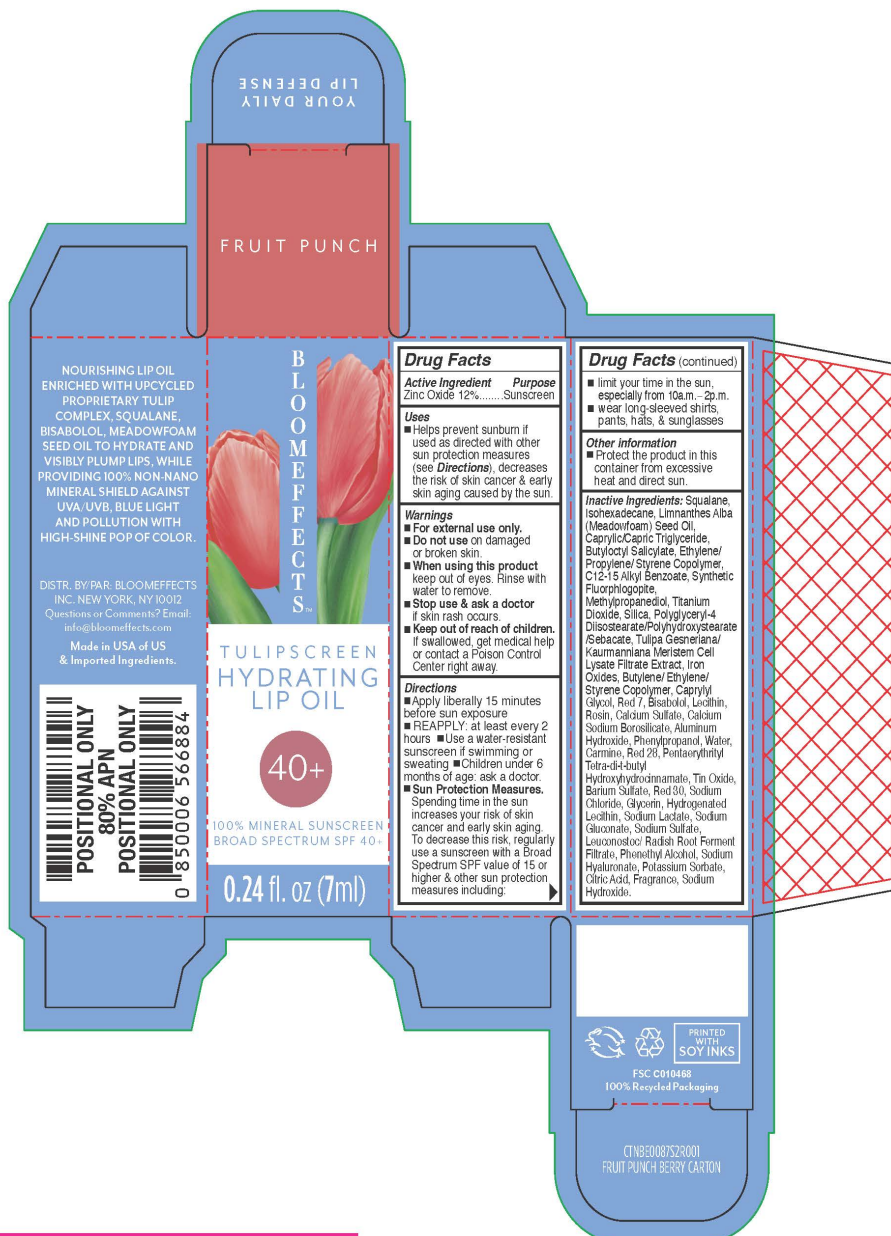 YOUR DAILY
LIP DEFENSE
FRUIT PUNCH
NOURISHING LIP OIL
ENRICHED WITH UPCYCLED
PROPRIETARY TULIP
COMPLEX, SQUALANE,
BISABOLOL, MEADOWFOAM
SEED OIL TO HYDRATE AND
VISIBLY PLUMP LIPS, WHILE
PROVIDING 100% NON-NANO
MINERAL SHIELD AGAINST
UVA/UVB, BLUE LIGHT
AND POLLUTION WITH
HIGH-SHINE POP OF COLOR.
DISTR. BY/PAR: BLOOMEFFECTS
INC. NEW YORK, NY 10012
Questions or Comments? Email:
info@bloomeffects.com
Made in USA of US
& Imported Ingredients.
POSITIONAL ONLY
80% APN
POSITIONAL ONLY
0 850006 566884
BLOOMEFFECTS™
TULIPSCREEN
HYDRATING
LIP OIL
40+
100% MINERAL SUNSCREEN
BROAD SPECTRUM SPF 40+
0.24 fl. oz (7ml)
Drug Facts
Active Ingredient Purpose
Zinc Oxide 12%........Sunscreen
Uses
■ Helps prevent sunburn if
used as directed with other
sun protection measures
(see Directions), decreases
the risk of skin cancer & early
skin aging caused by the sun.
Warnings
■ For external use only.
■ Do not use on damaged
or broken skin.
■ When using this product
keep out of eyes. Rinse with
water to remove.
■ Stop use & ask a doctor
if skin rash occurs.
■ Keep out of reach of children.
If swallowed, get medical help
or contact a Poison Control
Center right away.
Directions
■ Apply liberally 15 minutes
before sun exposure
■ REAPPLY: at least every 2
hours ■ Use a water-resistant
sunscreen if swimming or
sweating ■ Children under 6
months of age: ask a doctor.
■ Sun Protection Measures.
Spending time in the sun
increases your risk of skin
cancer and early skin aging.
To decrease this risk, regularly
use a sunscreen with a Broad
Spectrum SPF value of 15 or
higher & other sun protection
measures including:
Drug Facts (continued)
■ limit your time in the sun,
especially from 10a.m.– 2p.m.
■ wear long-sleeved shirts,
pants, hats, & sunglasses
Other information
■ Protect the product in this
container from excessive
heat and direct sun.
Inactive Ingredients: Squalane,
Isohexadecane, Limnanthes Alba
(Meadowfoam) Seed Oil,
Caprylic/Capric Triglyceride,
Butyloctyl Salicylate, Ethylene/
Propylene/ Styrene Copolymer,
C12-15 Alkyl Benzoate, Synthetic
Fluorphlogopite,
Methylpropanediol, Titanium
Dioxide, Silica, Polyglyceryl-4
Diisostearate/Polyhydroxystearate
/Sebacate, Tulipa Gesneriana/
Kaurmanniana Meristem Cell
Lysate Filtrate Extract, Iron
Oxides, Butylene/ Ethylene/
Styrene Copolymer, Caprylyl
Glycol, Red 7, Bisabolol, Lecithin,
Rosin, Calcium Sulfate, Calcium
Sodium Borosilicate, Aluminum
Hydroxide, Phenylpropanol, Water,
Carmine, Red 28, Pentaerythrityl
Tetra-di-t-butyl
Hydroxyhydrocinnamate, Tin Oxide,
Barium Sulfate, Red 30, Sodium
Chloride, Glycerin, Hydrogenated
Lecithin, Sodium Lactate, Sodium
Gluconate, Sodium Sulfate,
Leuconostoc/ Radish Root Ferment
Filtrate, Phenethyl Alcohol, Sodium
Hyaluronate, Potassium Sorbate,
Citric Acid, Fragrance, Sodium
Hydroxide.
PRINTED
WITH
SOY INKS
FSC C010468
100% Recycled Packaging
CTNBE0087S2R001
FRUIT PUNCH BERRY CARTON